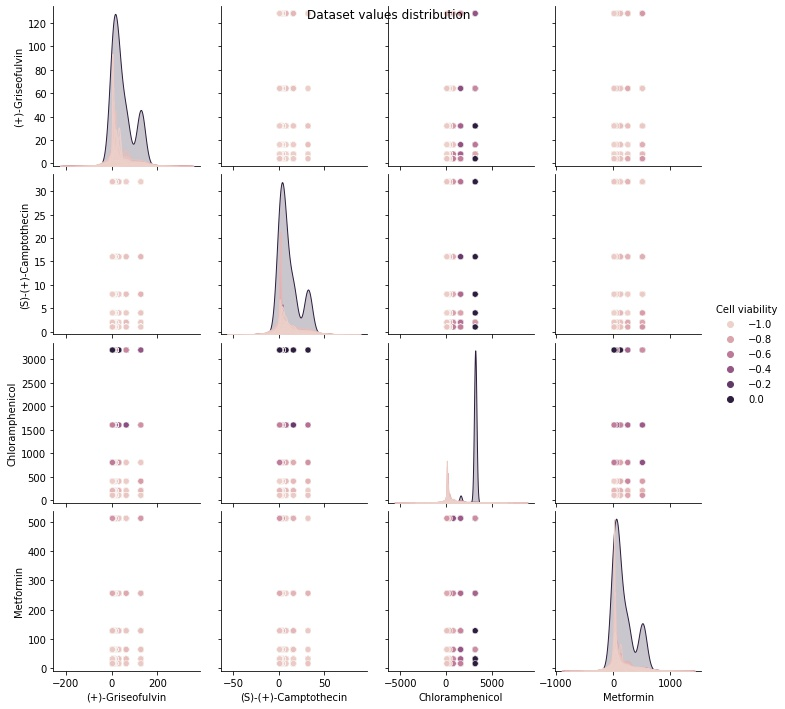 Dataset values distribution
(+)-Griseofulvin
120
100
80
60
40
20
0
(S)-(+)-Camptothecin
30
25
20
15
10
5
0
Chloramphenicol
3000
2500
2000
1500
1000
500
0
Metformin
500
400
300
200
100
0
−200 0 200
(+)-Griseofulvin
−50 0 50
(S)-(+)-Camptothecin
−5000 0 5000
Chloramphenicol
−1000 0 1000
Metformin
Cell viability
−1.0
−0.8
−0.6
−0.4
−0.2
0.0